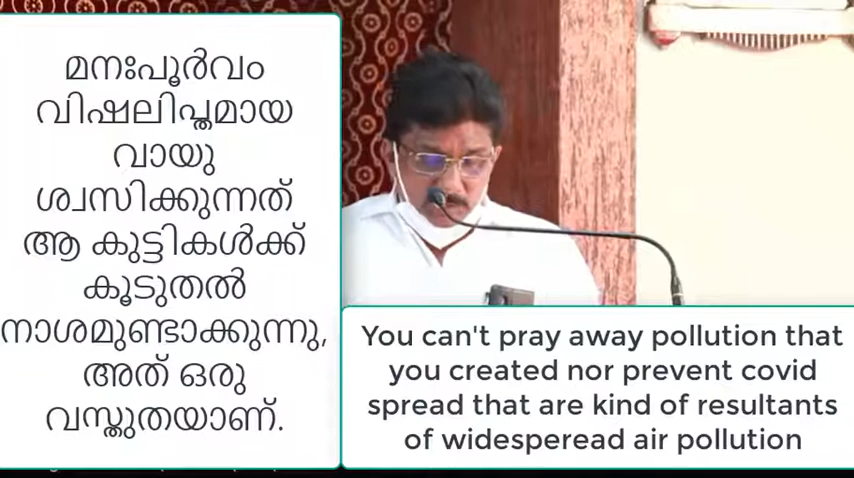 മനഃപൂർവം
വിഷലിപ്തമായ
വായു
ശ്വസിക്കുന്നത്
ആ കുട്ടികൾക്ക്
കൂടുതൽ
നാശമുണ്ടാക്കുന്നു,
അത് ഒരു
വസ്തുതയാണ്.
You can't pray away pollution that
you created nor prevent covid
spread that are kind of resultants
of widesperead air pollution